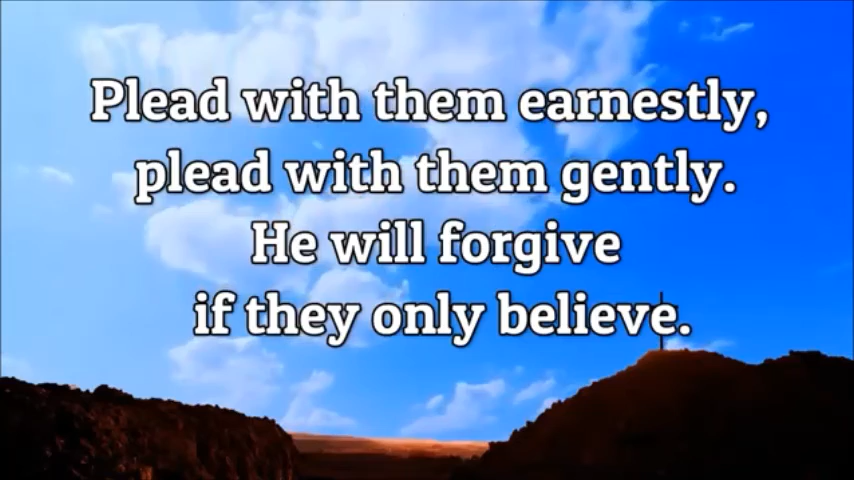 Plead with them earnestly,
plead with them gently.
He will forgive
if they only believe.